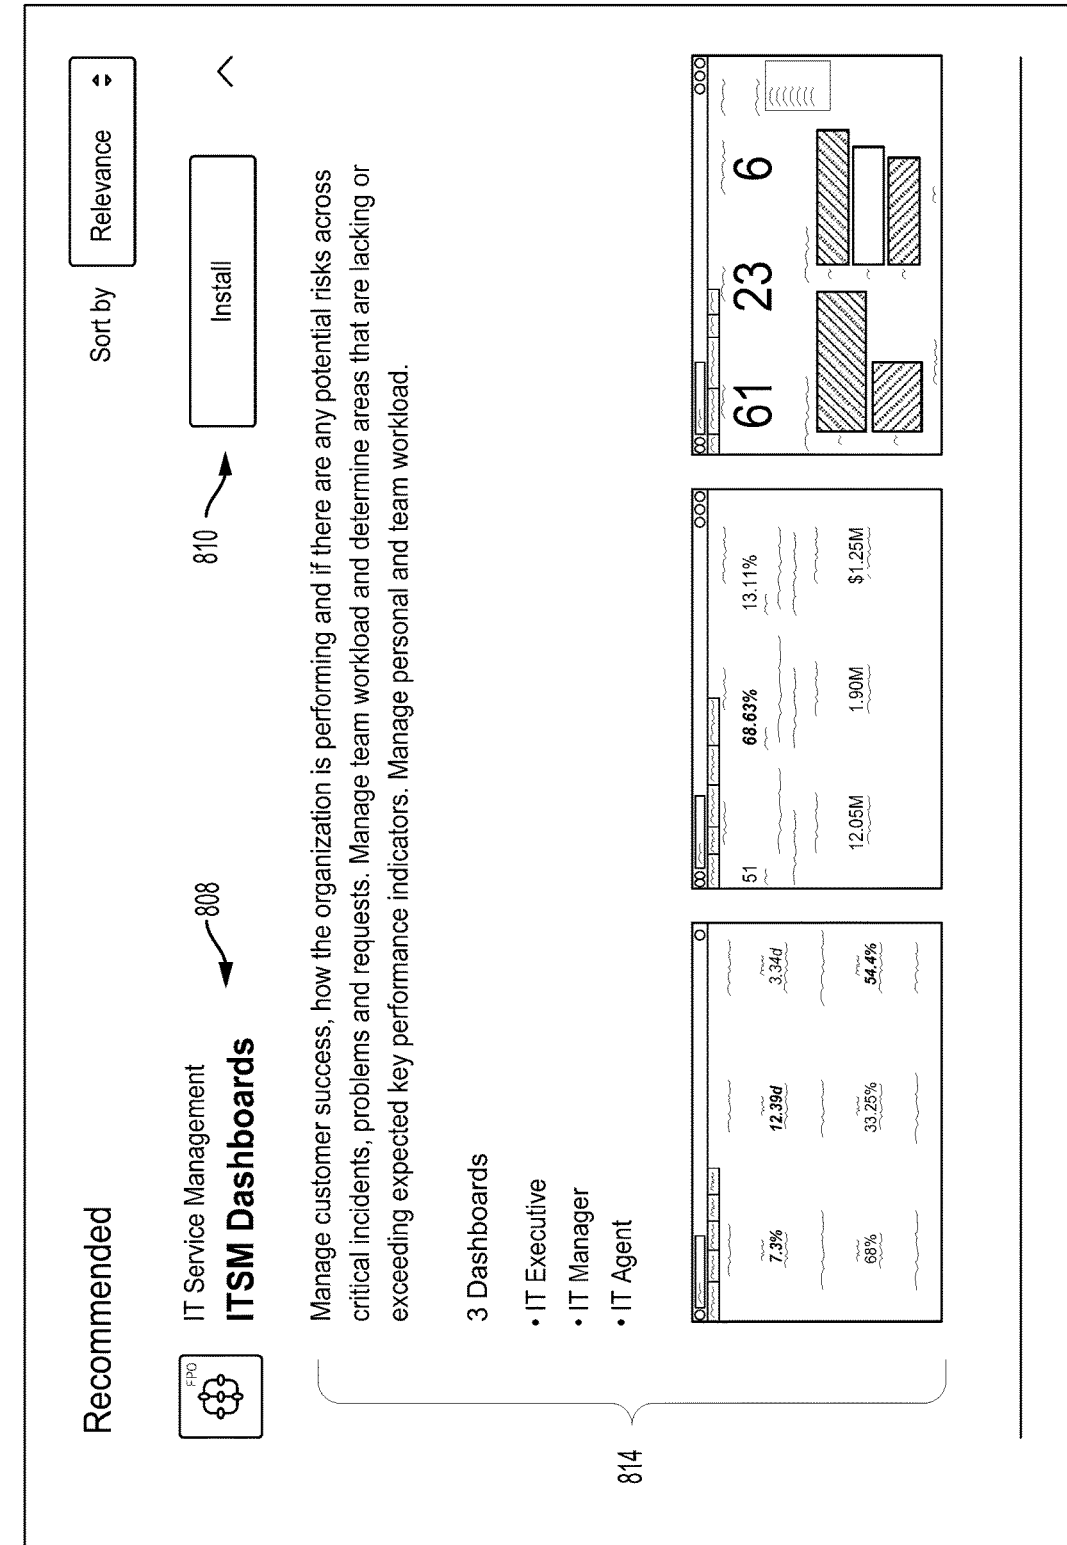 Recommended
Sort by
Relevance
FPO
IT Service Management
ITSM Dashboards
808
810
Install
Manage customer success, how the organization is performing and if there are any potential risks across
critical incidents, problems and requests. Manage team workload and determine areas that are lacking or
exceeding expected key performance indicators. Manage personal and team workload.
3 Dashboards
• IT Executive
• IT Manager
• IT Agent
814
7.3%
12.39d
3.34d
68%
33.25%
54.4%
51
68.63%
13.11%
12.05M
1.90M
$1.25M
61
23
6